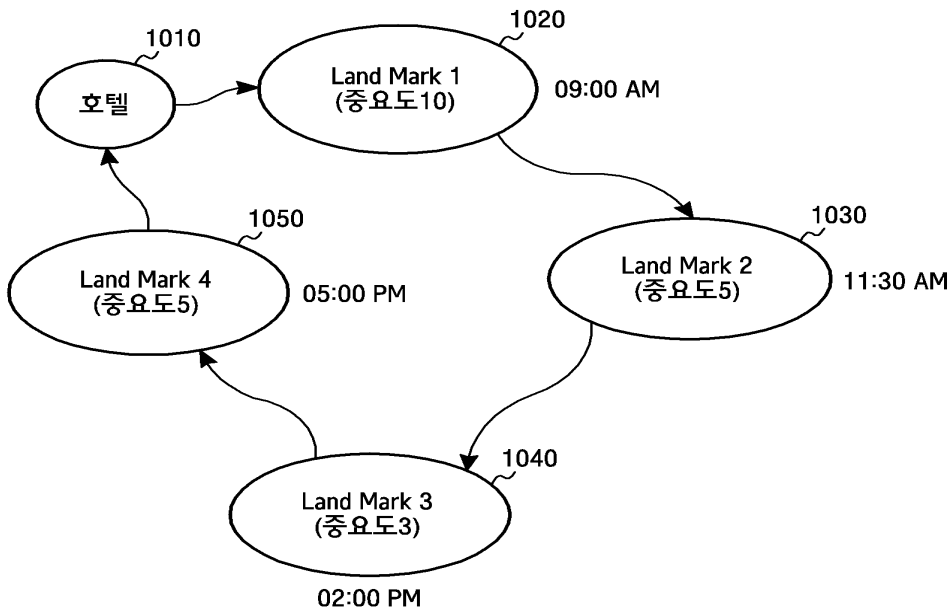 1010
호텔
1020
Land Mark 1
(중요도10)
09:00 AM
1030
Land Mark 2
(중요도5)
11:30 AM
1050
Land Mark 4
(중요도5)
05:00 PM
1040
Land Mark 3
(중요도3)
02:00 PM